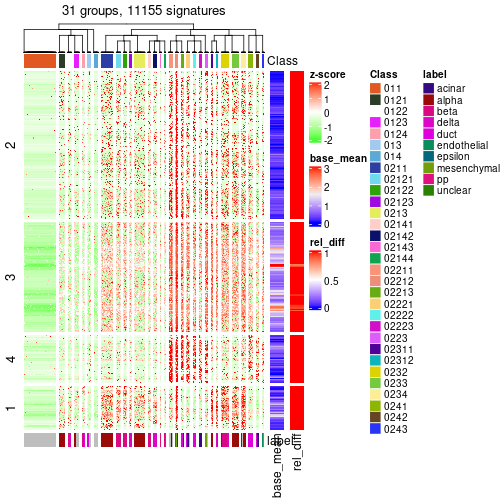 31 groups, 11155 signatures
Class
2
3
4
1
label
base_mean
rel_diff
z-score
2
1
0
-1
-2
base_mean
3
2
1
0
rel_diff
1
0.5
0
Class
011
0121
0122
0123
0124
013
014
0211
02121
02122
02123
0213
02141
02142
02143
02144
02211
02212
02213
02221
02222
02223
0223
02311
02312
0232
0233
0234
0241
0242
0243
label
acinar
alpha
beta
delta
duct
endothelial
epsilon
mesenchymal
pp
unclear